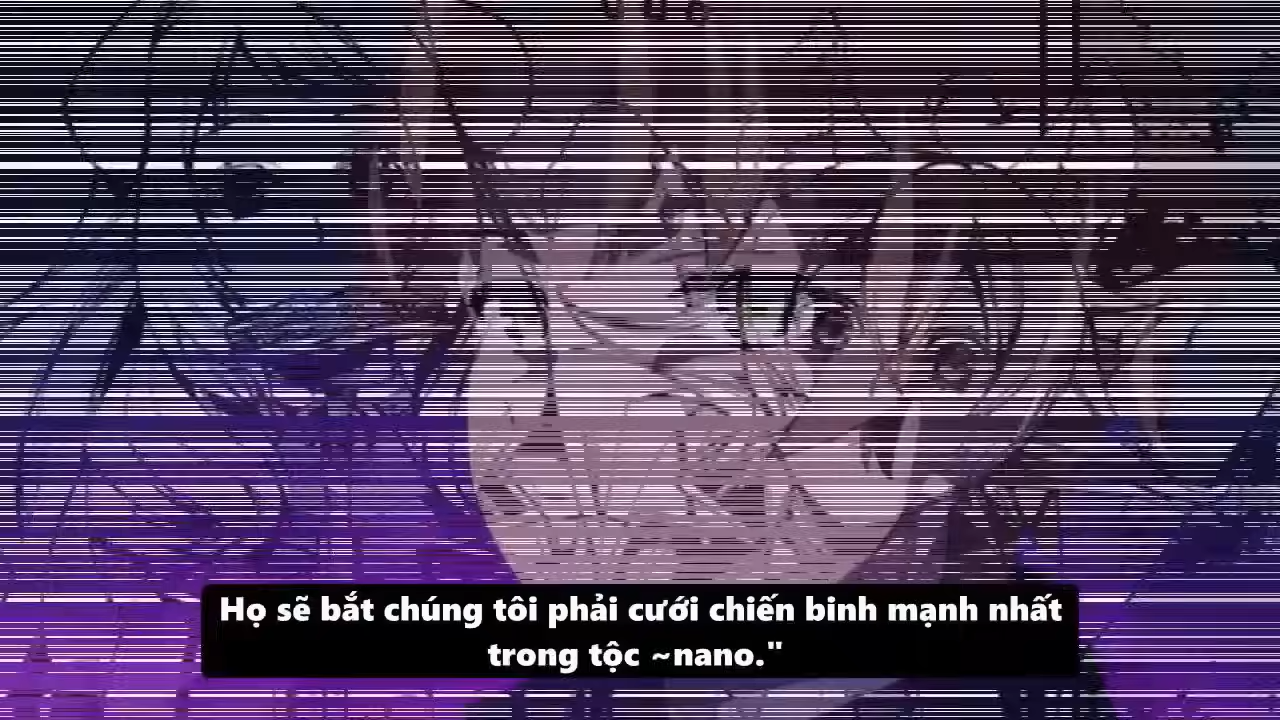 Họ sẽ bắt chúng tôi phải cưới chiến binh mạnh nhất
trong tộc ~nano."